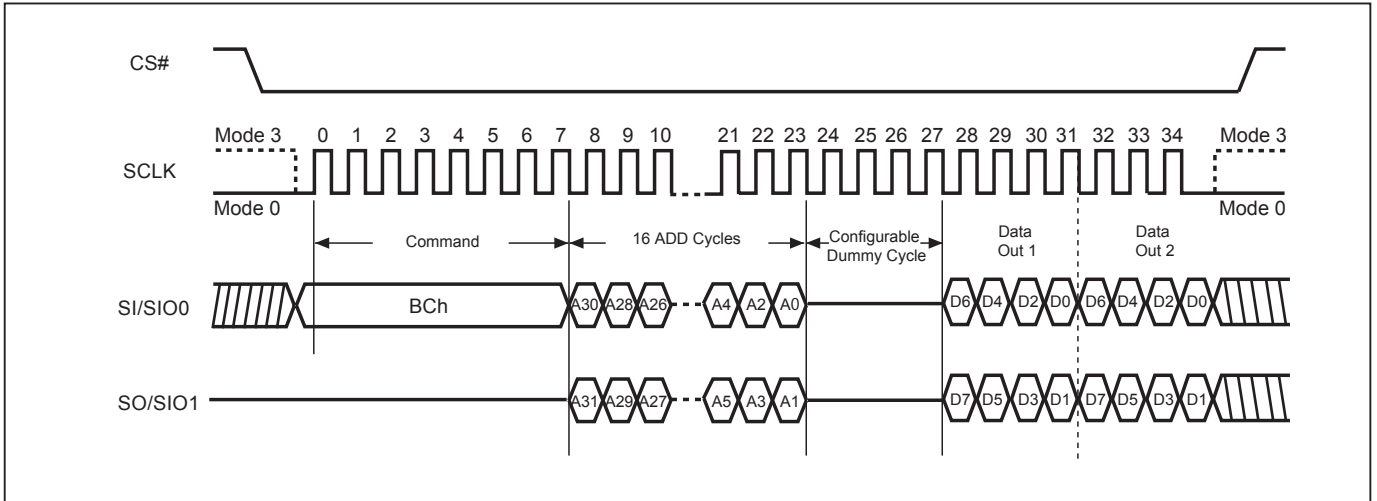 CS#
Mode 3 0 1 2 3 4 5 6 7 8 9 10 21 22 23 24 25 26 27 28 29 30 31 32 33 34 Mode 3
SCLK
Mode 0 Mode 0
Command 16 ADD Cycles Configurable Dummy Cycle Data Out 1 Data Out 2
SI/SIO0 BCh A30 A28 A26 A4 A2 A0 D6 D4 D2 D0 D6 D4 D2 D0
SO/SIO1 A31 A29 A27 A5 A3 A1 D7 D5 D3 D1 D7 D5 D3 D1